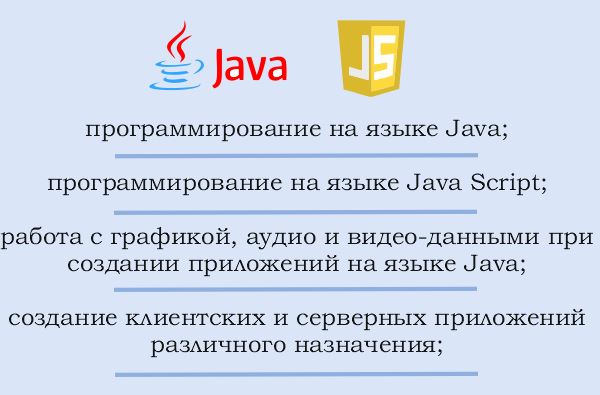 Java
JS
программирование на языке Java;
программирование на языке Java Script;
работа с графикой, аудио и видео-данными при
создании приложений на языке Java;
создание клиентских и серверных приложений
различного назначения;